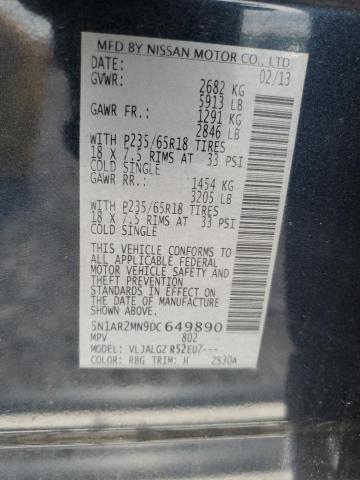 MFD BY NISSAN MOTOR CO., LTD
DATE: 02/13
GVWR: 2682 KG
5913 LB
GAWR FR: 1291 KG
2846 LB
WITH P235/65R18 TIRES
18 X 7.5 RIMS AT 33 PSI
COLD SINGLE
GAWR RR: 1454 KG
3205 LB
WITH P235/65R18 TIRES
18 X 7.5 RIMS AT 33 PSI
COLD SINGLE
THIS VEHICLE CONFORMS TO
ALL APPLICABLE FEDERAL
MOTOR VEHICLE SAFETY
STANDARDS IN EFFECT ON THE
DATE OF MANUFACTURE SHOWN
ABOVE.
5N1AR2MN9DC649890
MPV 802
MODEL: VLJALGZ R52EU7---
COLOR: RBG TRIM: H 2S30A